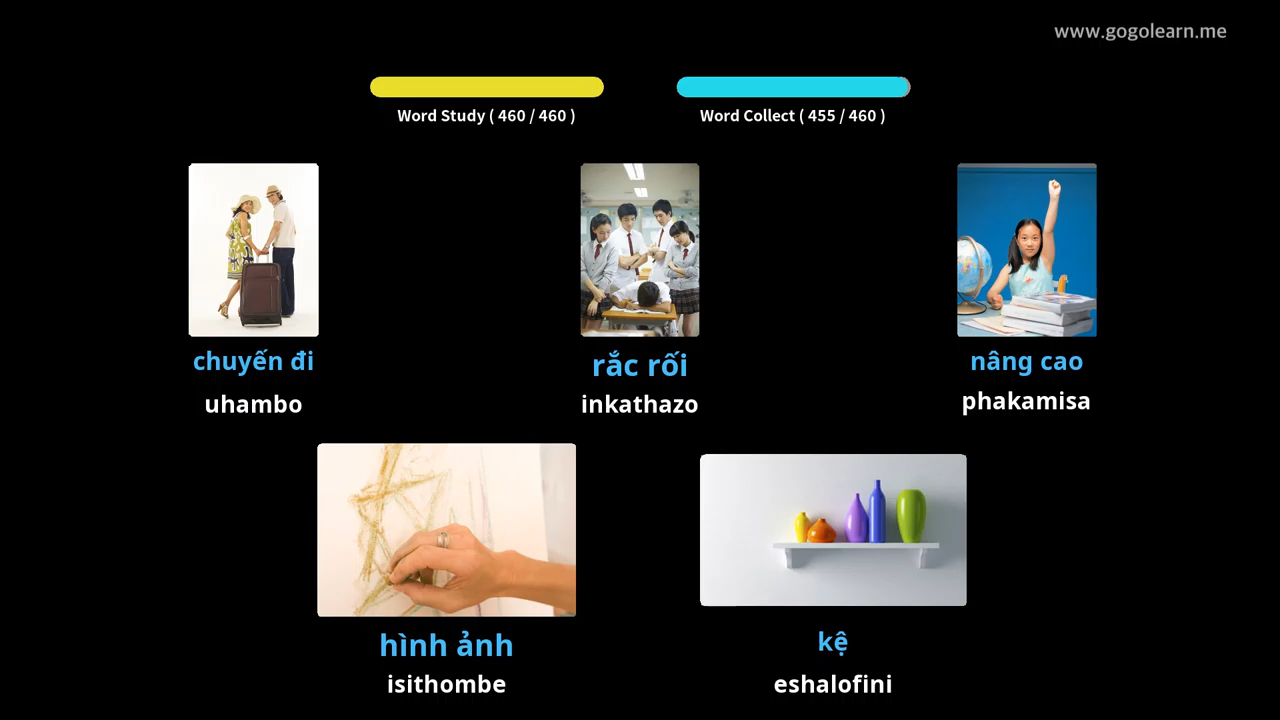 www.gogolearn.me
Word Study ( 460 / 460 )
Word Collect ( 455 / 460 )
chuyến đi
rắc rối
nâng cao
uhambo
inkathazo
phakamisa
hình ảnh
kệ
isithombe
eshalofini